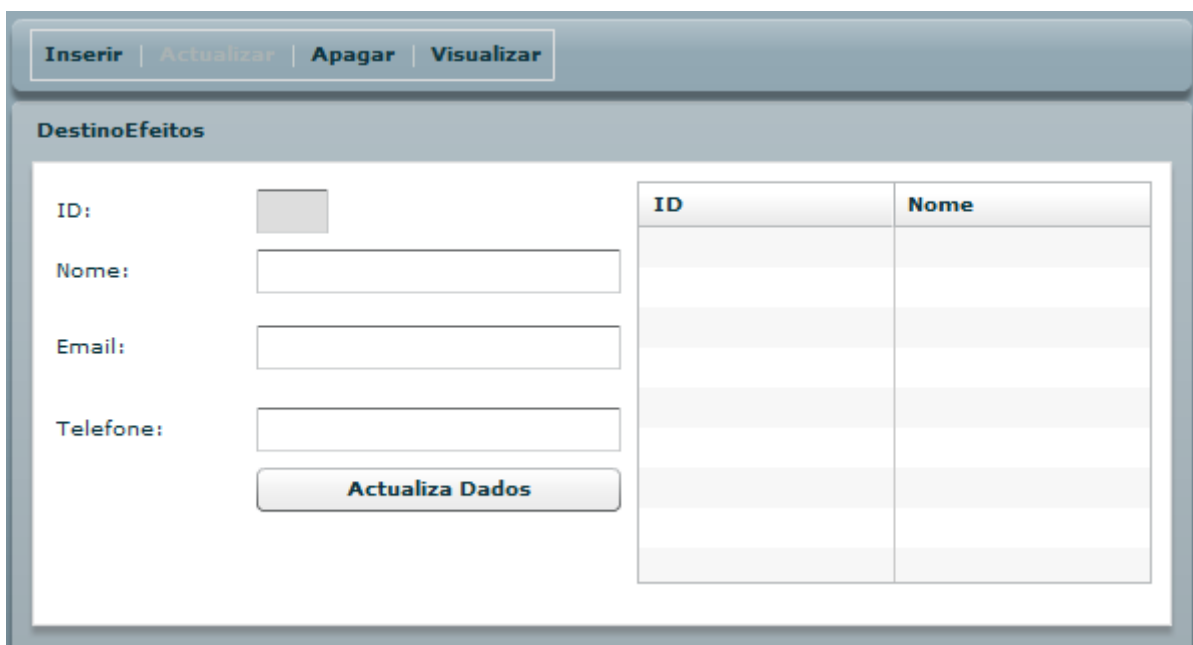 Inserir | Actualizar | Apagar | Visualizar
DestinoEfeitos
ID:
Nome:
Email:
Telefone:
Actualiza Dados
ID Nome